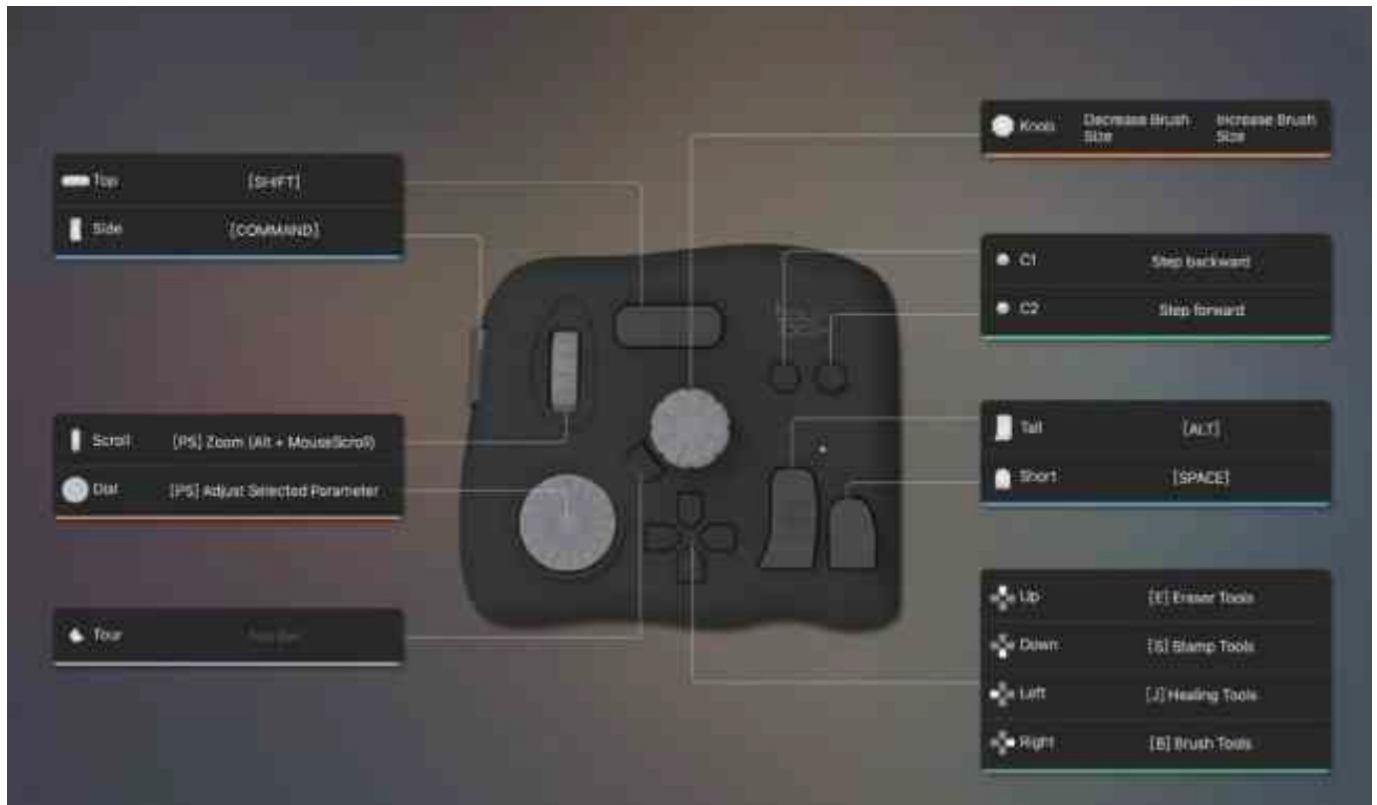 Top [SHIFT]
Side [COMMAND]
Scroll [PS] Zoom (Alt + MouseScroll)
Dial [PS] Adjust Selected Parameter
Tour
Knob Decrease Brush Size Increase Brush Size
C1 Step backward
C2 Step forward
Tall [ALT]
Short [SPACE]
Up [E] Eraser Tools
Down [S] Stamp Tools
Left [J] Healing Tools
Right [B] Brush Tools